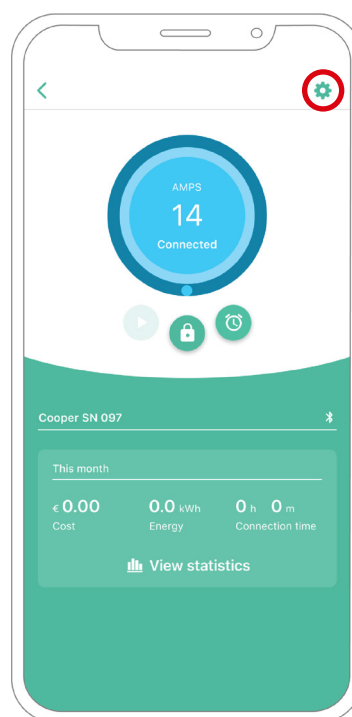 AMPS
14
Connected
Cooper SN 097
This month
€ 0.00 0.0 kWh 0 h 0 m
Cost Energy Connection time
View statistics